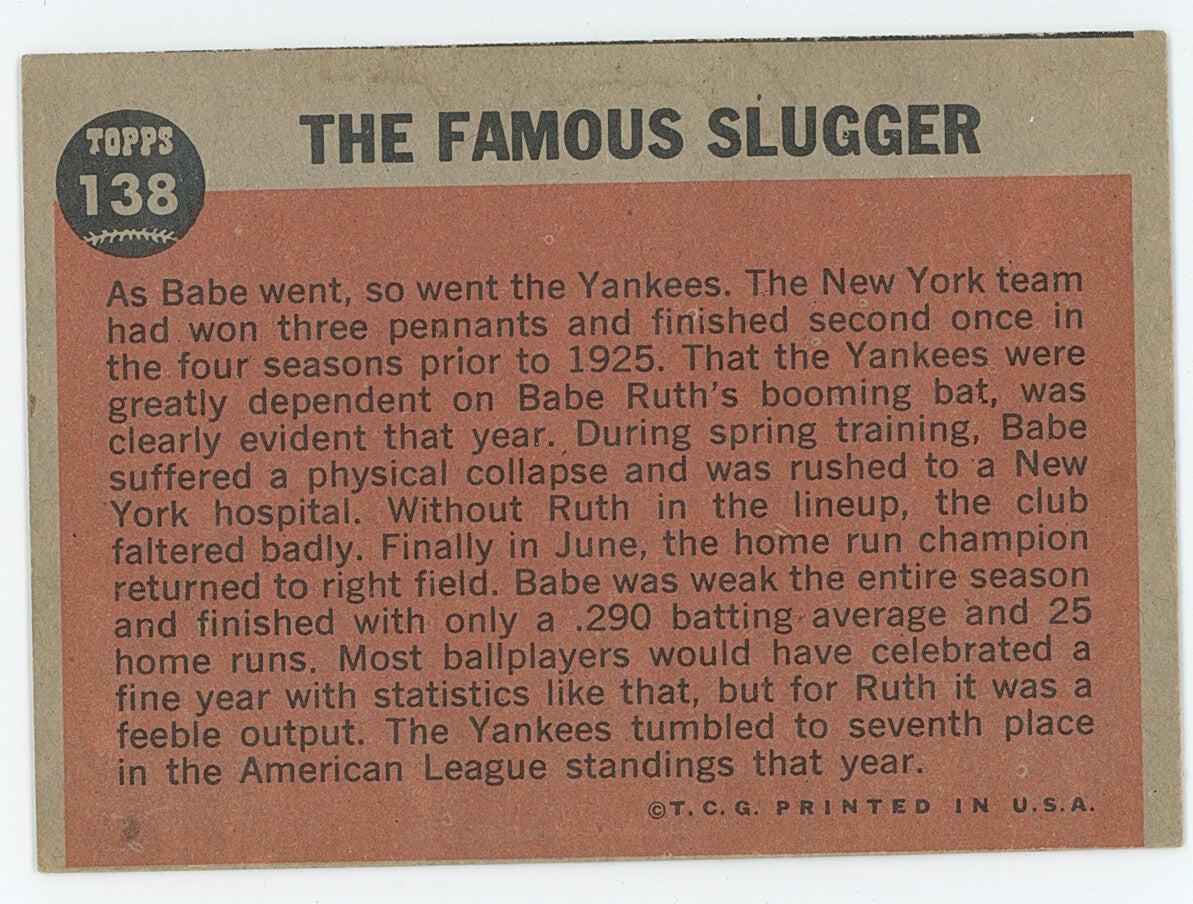 TOPPS
138
THE FAMOUS SLUGGER
As Babe went, so went the Yankees. The New York team
had won three pennants and finished second once in
the four seasons prior to 1925. That the Yankees were
greatly dependent on Babe Ruth's booming bat, was
clearly evident that year. During spring training, Babe
suffered a physical collapse and was rushed to a New
York hospital. Without Ruth in the lineup, the club
faltered badly. Finally in June, the home run champion
returned to right field. Babe was weak the entire season
and finished with only a .290 batting average and 25
home runs. Most ballplayers would have celebrated a
fine year with statistics like that, but for Ruth it was a
feeble output. The Yankees tumbled to seventh place
in the American League standings that year.
©T.C.G. PRINTED IN U.S.A.